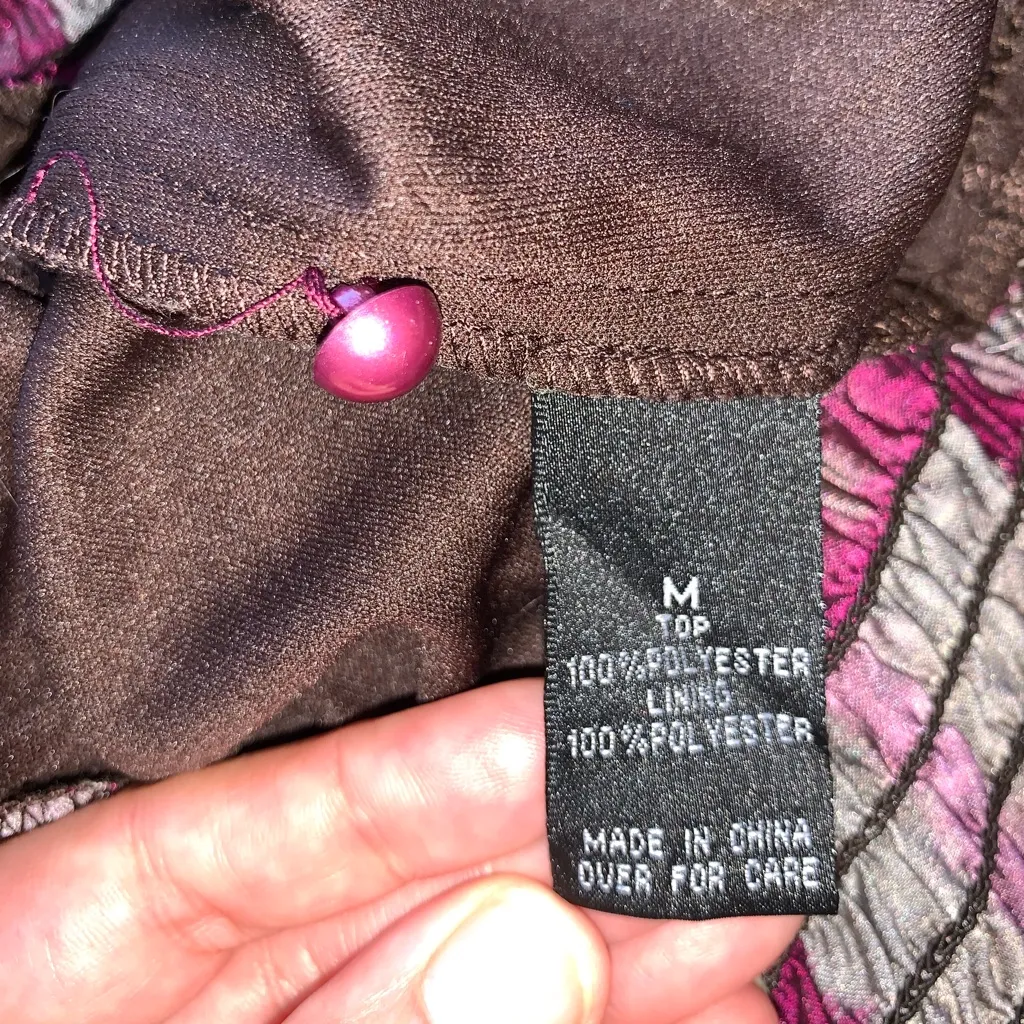 M
TOP
100%POLYESTER
LINING
100%POLYESTER
MADE IN CHINA
OVER FOR CARE